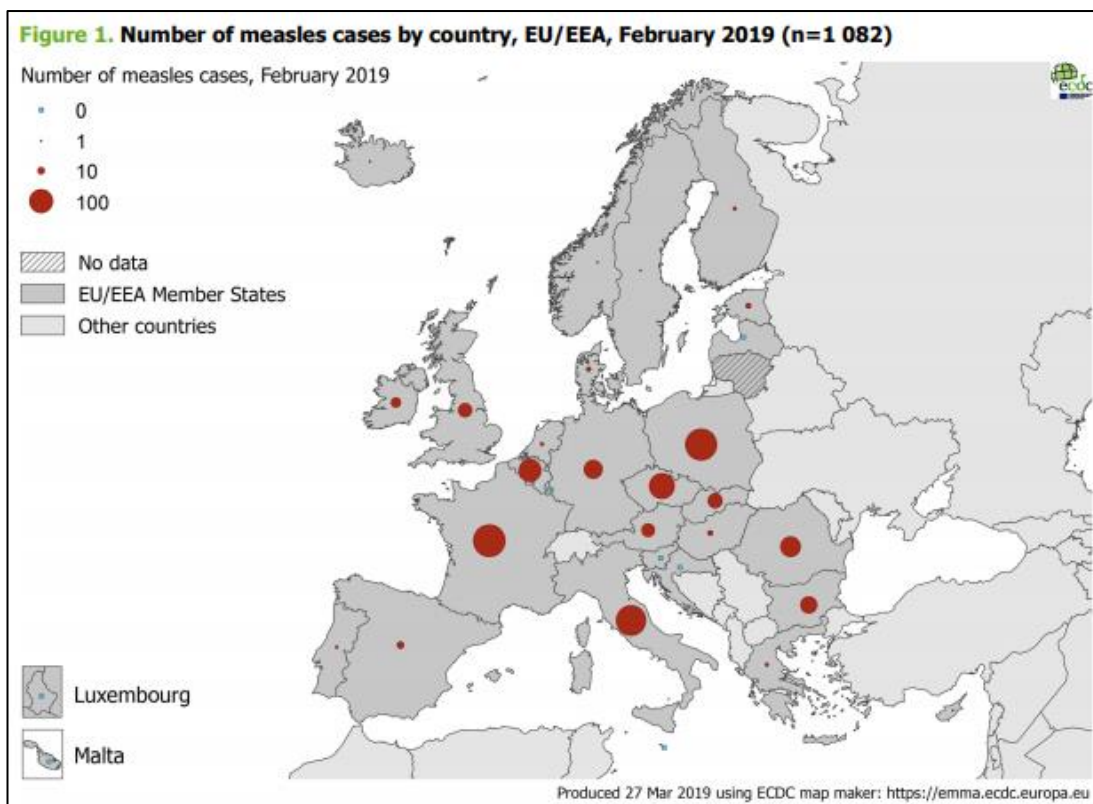 Figure 1. Number of measles cases by country, EU/EEA, February 2019 (n=1 082)
Number of measles cases, February 2019
0
1
10
100
No data
EU/EEA Member States
Other countries
ecdc
Luxembourg
Malta
Produced 27 Mar 2019 using ECDC map maker: https://emma.ecdc.europa.eu